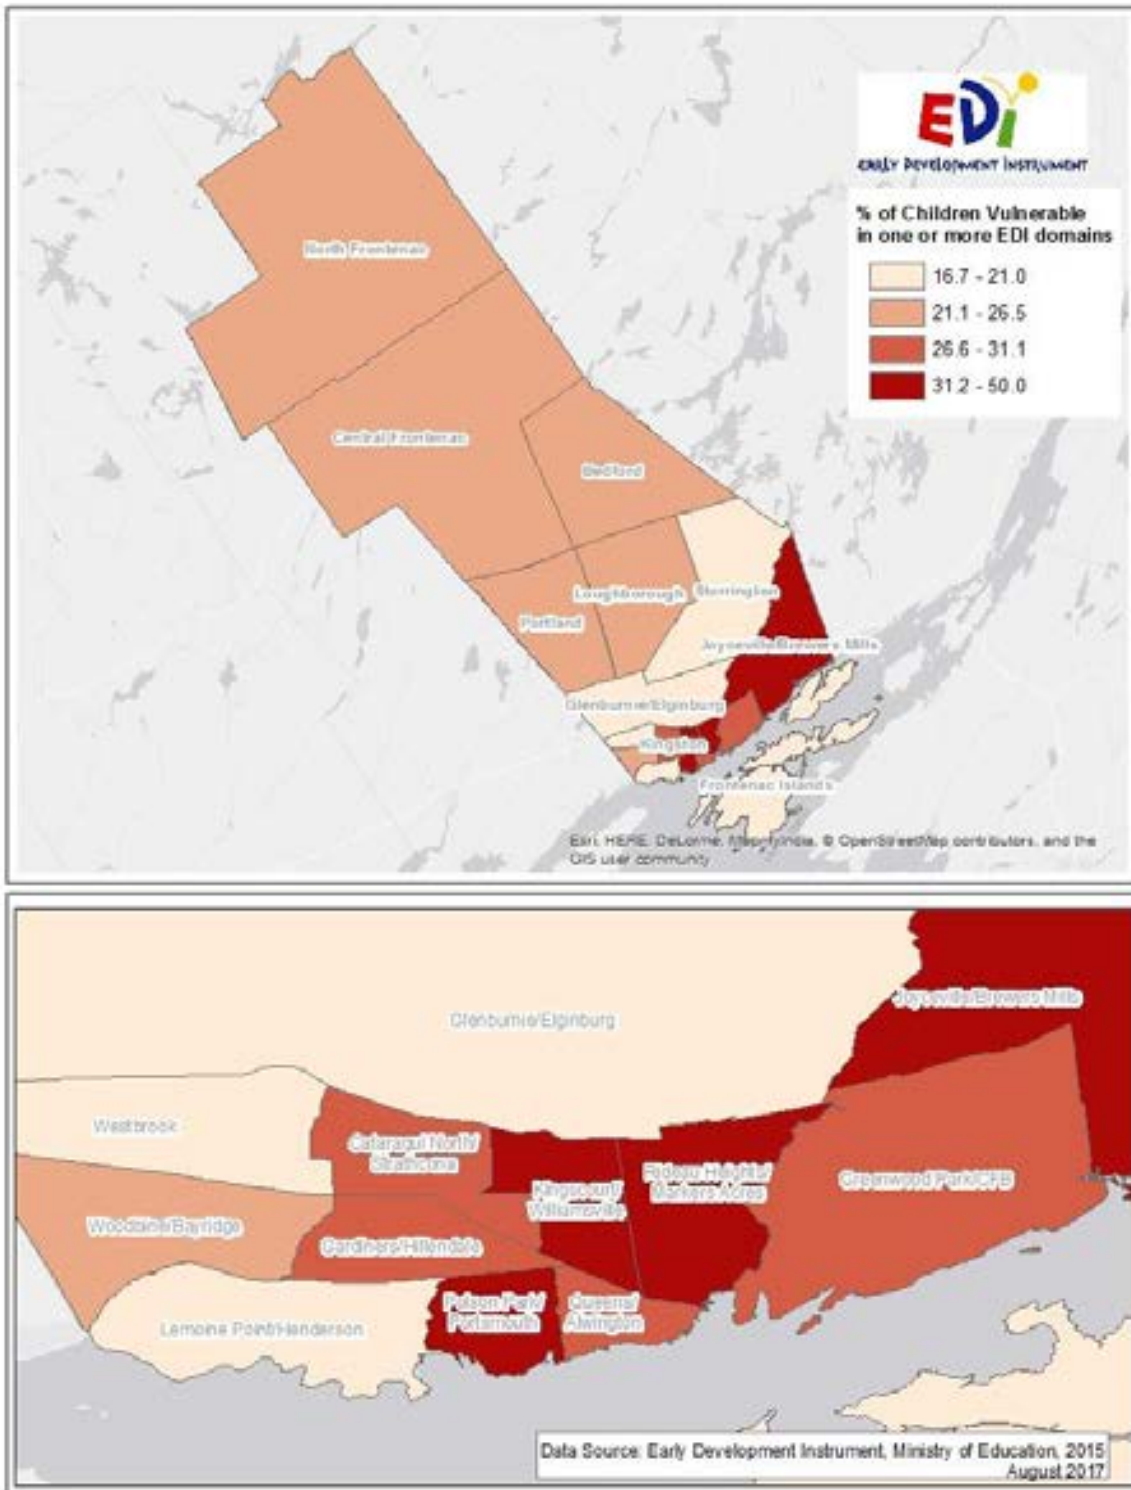 EDI
EARLY DEVELOPMENT INSTRUMENT
% of Children Vulnerable
in one or more EDI domains
16.7 - 21.0
21.1 - 26.5
26.6 - 31.1
31.2 - 50.0
North Frontenac
Central Frontenac
Bedford
Loughborough
Storrington
Portland
Joyceville/Brewers Mills
Glenburnie/Elginburg
Kingston
Frontenac Islands
Esri, HERE, DeLorme, MapmyIndia, © OpenStreetMap contributors, and the
GIS user community
Joyceville/Brewers Mills
Glenburnie/Elginburg
Westbrook
Cataraqui North/
Strathcona
Kingscourt/
Williamsville
Rideau Heights/
Markers Acres
Greenwood Park/CFB
Woodbine/Bayridge
Gardiners/Hillendale
Lemoine Point/Henderson
Polson Park/
Portsmouth
Queens/
Alwington
Data Source: Early Development Instrument, Ministry of Education, 2015
August 2017